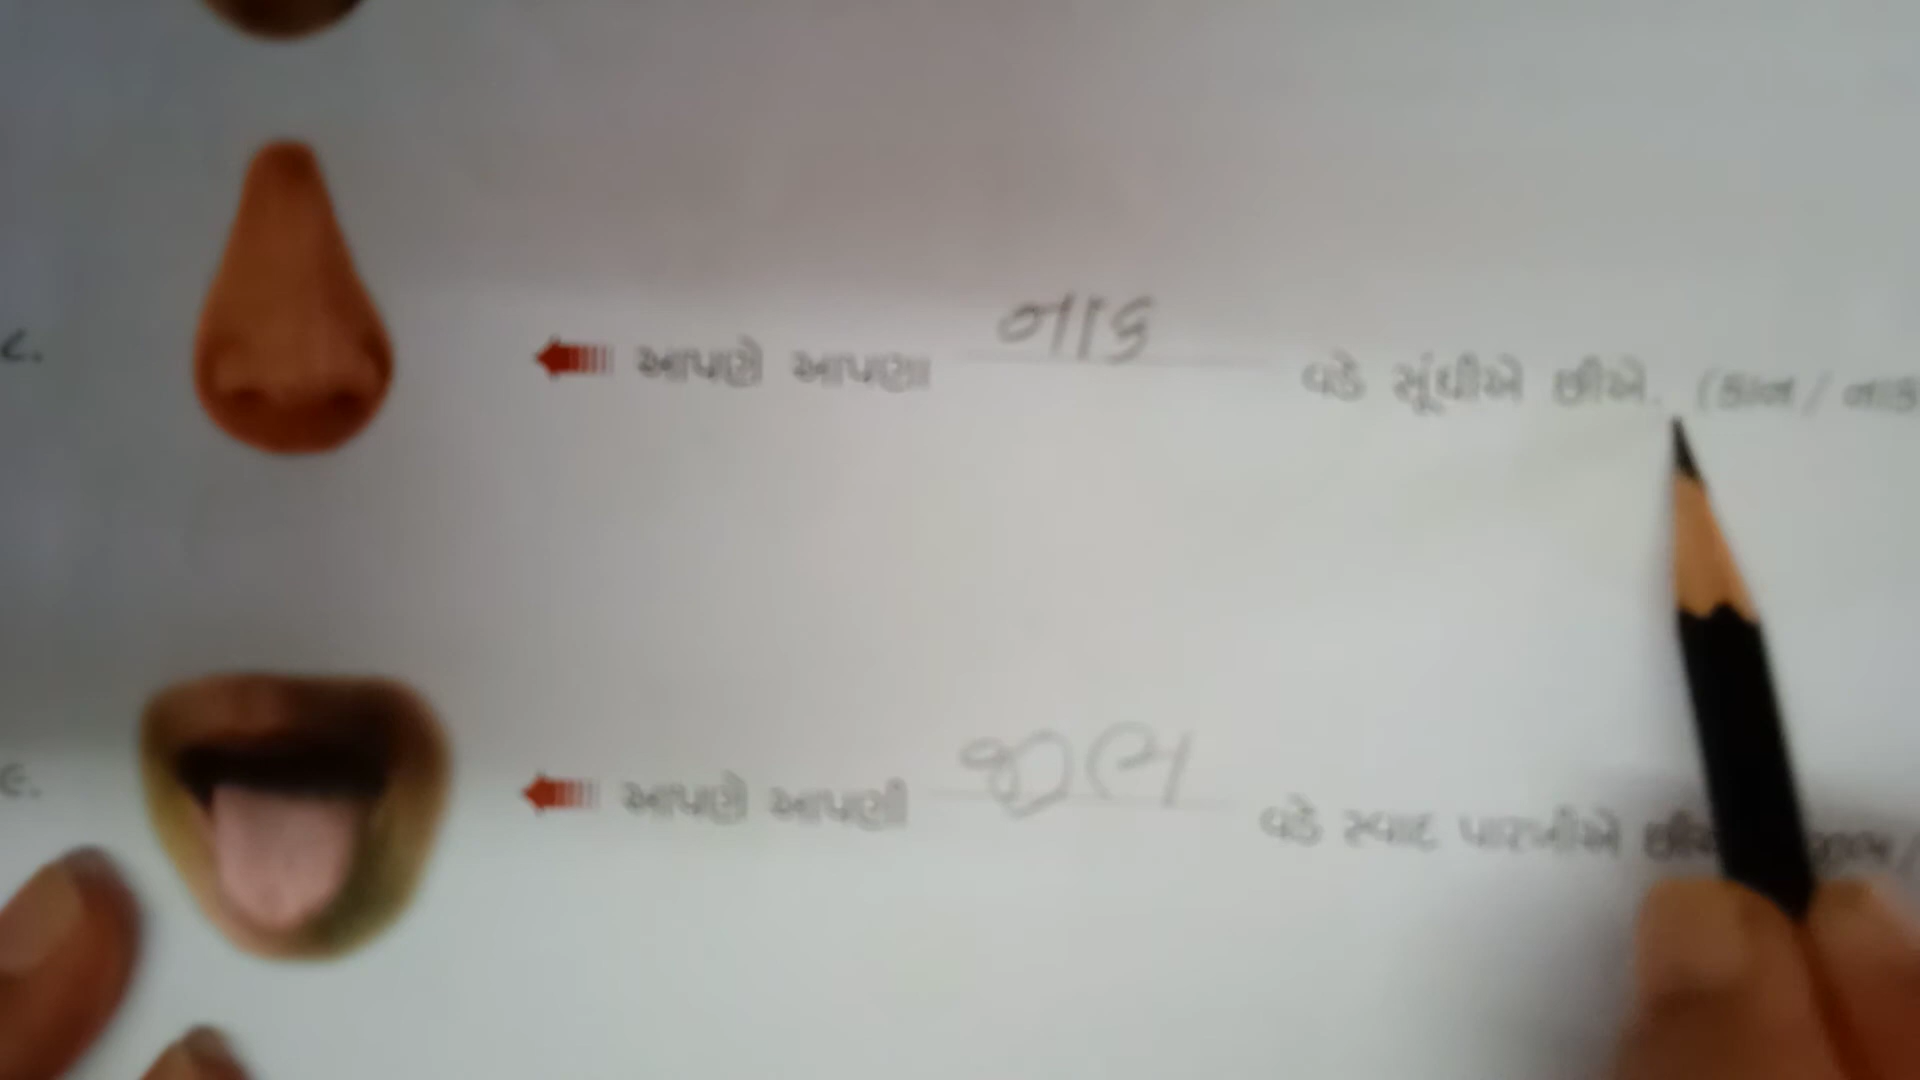 ૮. આપણે આપણા નાક વડે સૂંઘીએ છીએ. (કાન / નાક
૯. આપણે આપણી જીભ વડે સ્વાદ પારખીએ